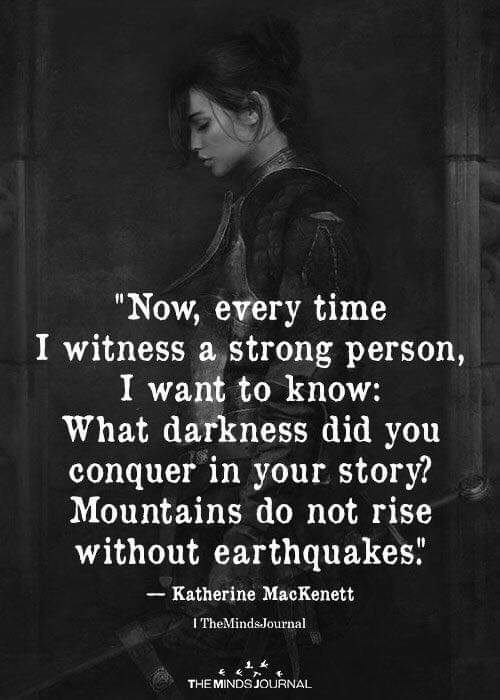 "Now, every time
I witness a strong person,
I want to know:
What darkness did you
conquer in your story?
Mountains do not rise
without earthquakes."
— Katherine MacKenett
I TheMindsJournal
THE MINDS JOURNAL